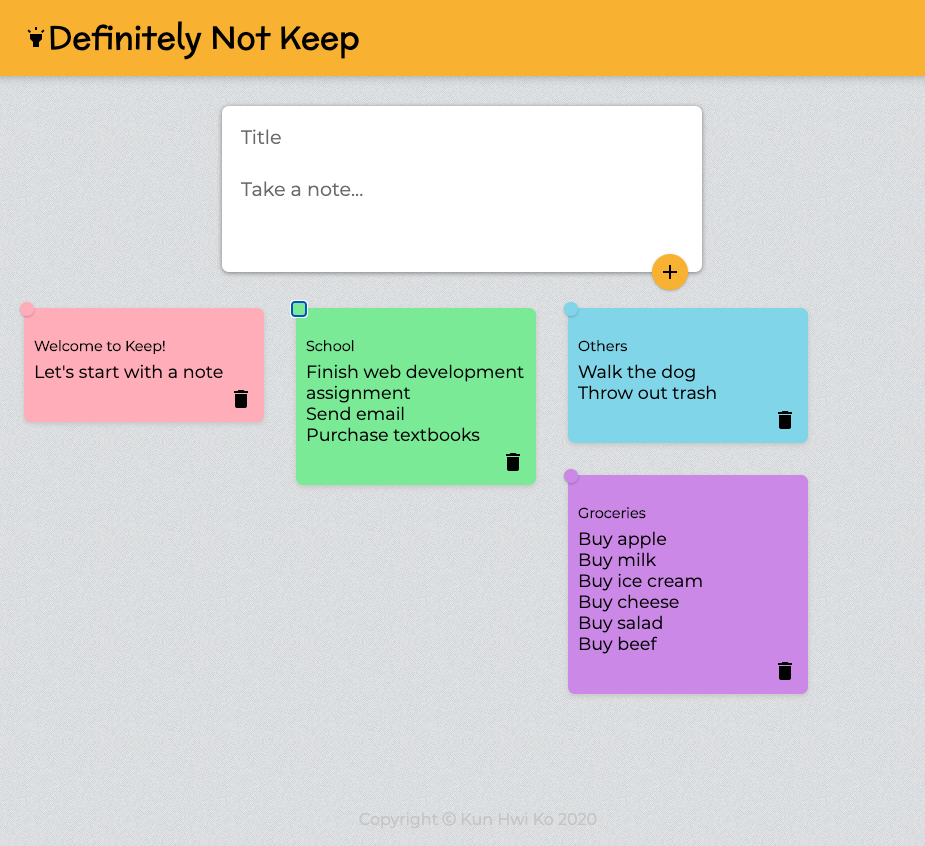 Definitely Not Keep
Title
Take a note...
Welcome to Keep!
Let's start with a note
School
Finish web development
assignment
Send email
Purchase textbooks
Others
Walk the dog
Throw out trash
Groceries
Buy apple
Buy milk
Buy ice cream
Buy cheese
Buy salad
Buy beef
Copyright © Kun Hwi Ko 2020